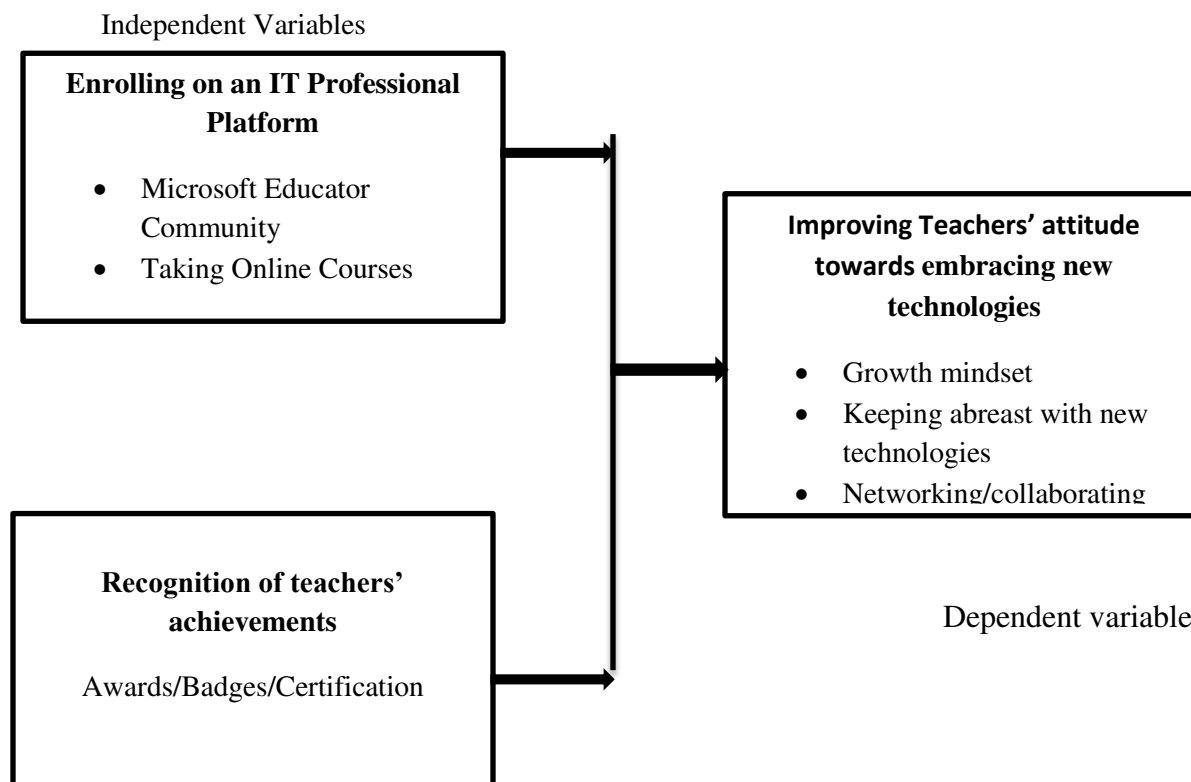 Independent Variables
Enrolling on an IT Professional
Platform
• Microsoft Educator
Community
• Taking Online Courses
Improving Teachers’ attitude
towards embracing new
technologies
• Growth mindset
• Keeping abreast with new
technologies
• Networking/collaborating
Recognition of teachers’
achievements
Awards/Badges/Certification
Dependent variable